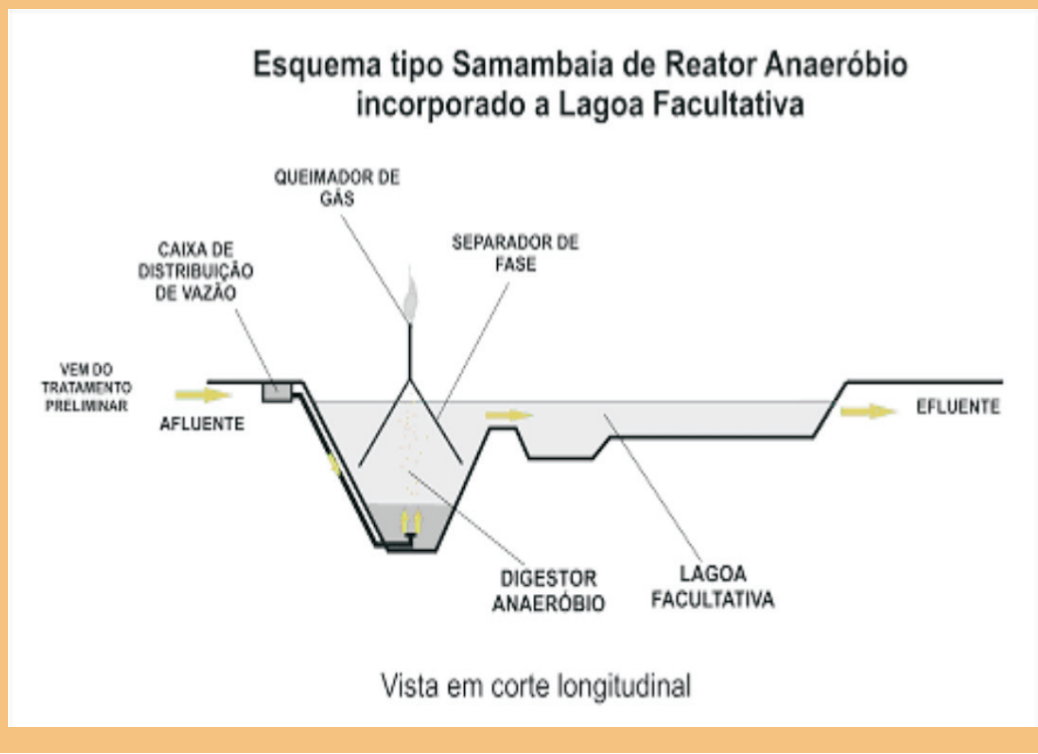 Esquema tipo Samambaia de Reator Anaeróbio
incorporado a Lagoa Facultativa
QUEIMADOR DE
GÁS
SEPARADOR DE
FASE
CAIXA DE
DISTRIBUIÇÃO
DE VAZÃO
VEM DO
TRATAMENTO
PRELIMINAR
AFLUENTE
EFLUENTE
DIGESTOR
ANAERÓBIO
LAGOA
FACULTATIVA
Vista em corte longitudinal